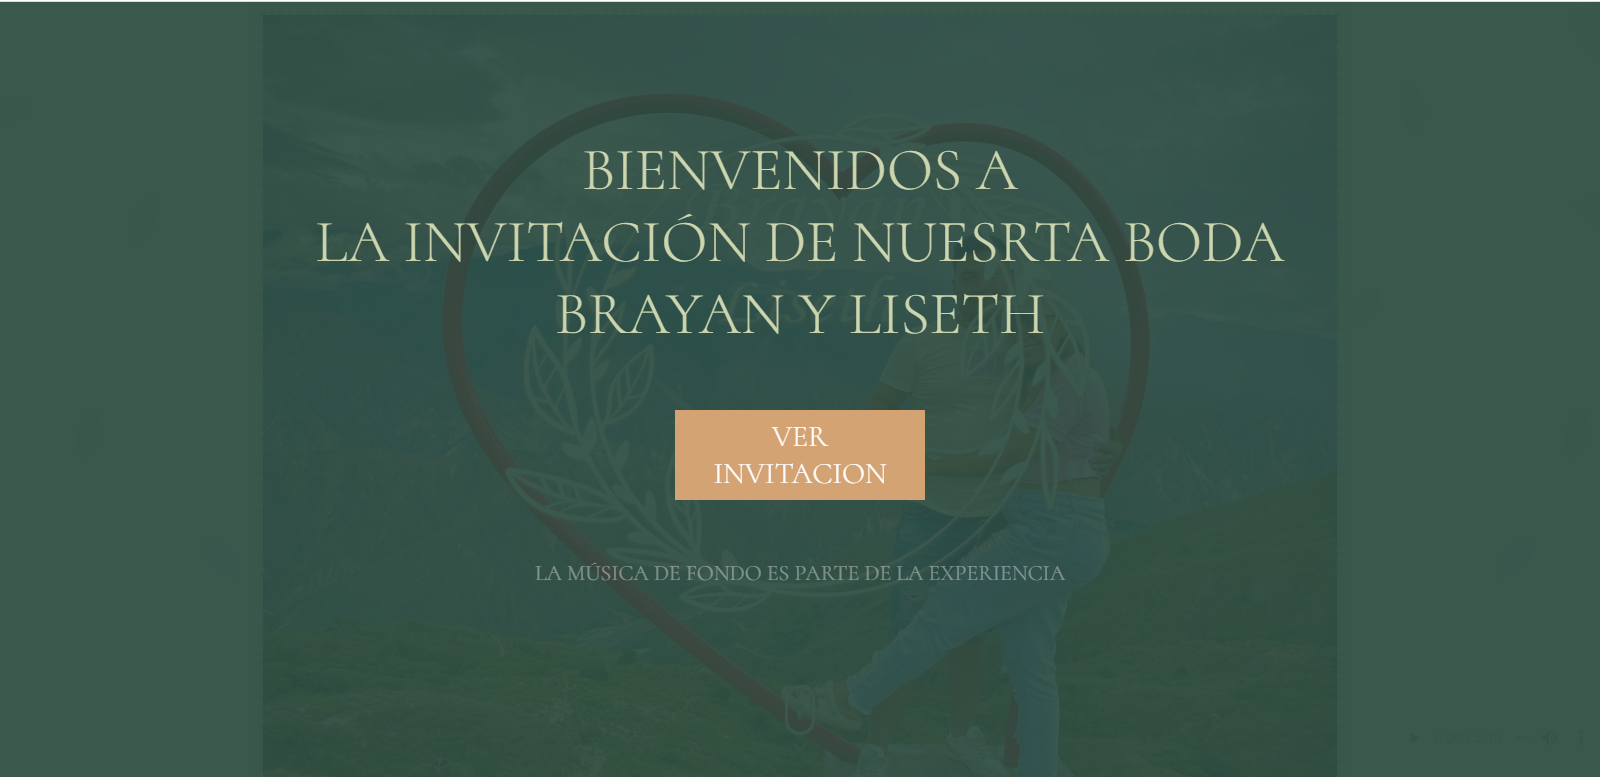 BIENVENIDOS A
LA INVITACIÓN DE NUESRTA BODA
BRAYAN Y LISETH
VER
INVITACION
LA MÚSICA DE FONDO ES PARTE DE LA EXPERIENCIA